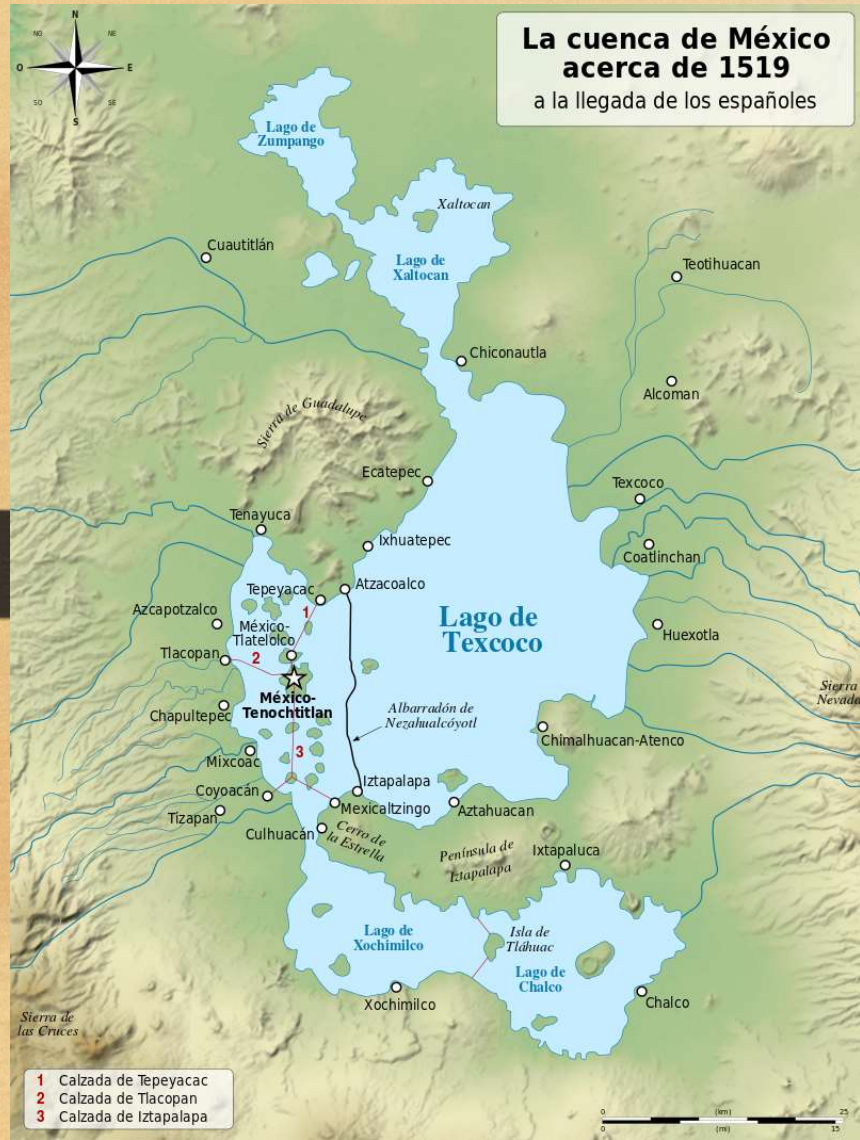 La cuenca de México
acerca de 1519
a la llegada de los españoles
N
NO
NE
O
E
SO
SE
S
Lago de
Zumpango
Xaltocan
Cuautitlán
Lago de
Xaltocan
Teotihuacan
Chiconautla
Alcoman
Sierra de Guadalupe
Ecatepec
Texcoco
Tenayuca
Ixhuatepec
Coatlinchan
Tepeyacac
Atzacoalco
Azcapotzalco
1
México-
Tlatelolco
Lago de
Texcoco
Huexotla
Tlacopan
2
Sierra
Nevada
México-
Tenochtitlan
Chapultepec
Albarradón de
Nezahualcóyotl
Chimalhuacan-Atenco
3
Mixcoac
Iztapalapa
Coyoacán
Mexicaltzingo
Aztahuacan
Tizapan
Culhuacán
Cerro de
la Estrella
Península de
Iztapalapa
Ixtapaluca
Lago de
Xochimilco
Isla de
Tláhuac
Lago de
Chalco
Xochimilco
Chalco
Sierra de
las Cruces
1 Calzada de Tepeyacac
2 Calzada de Tlacopan
3 Calzada de Iztapalapa
0 (km) 25
0 (mi) 15